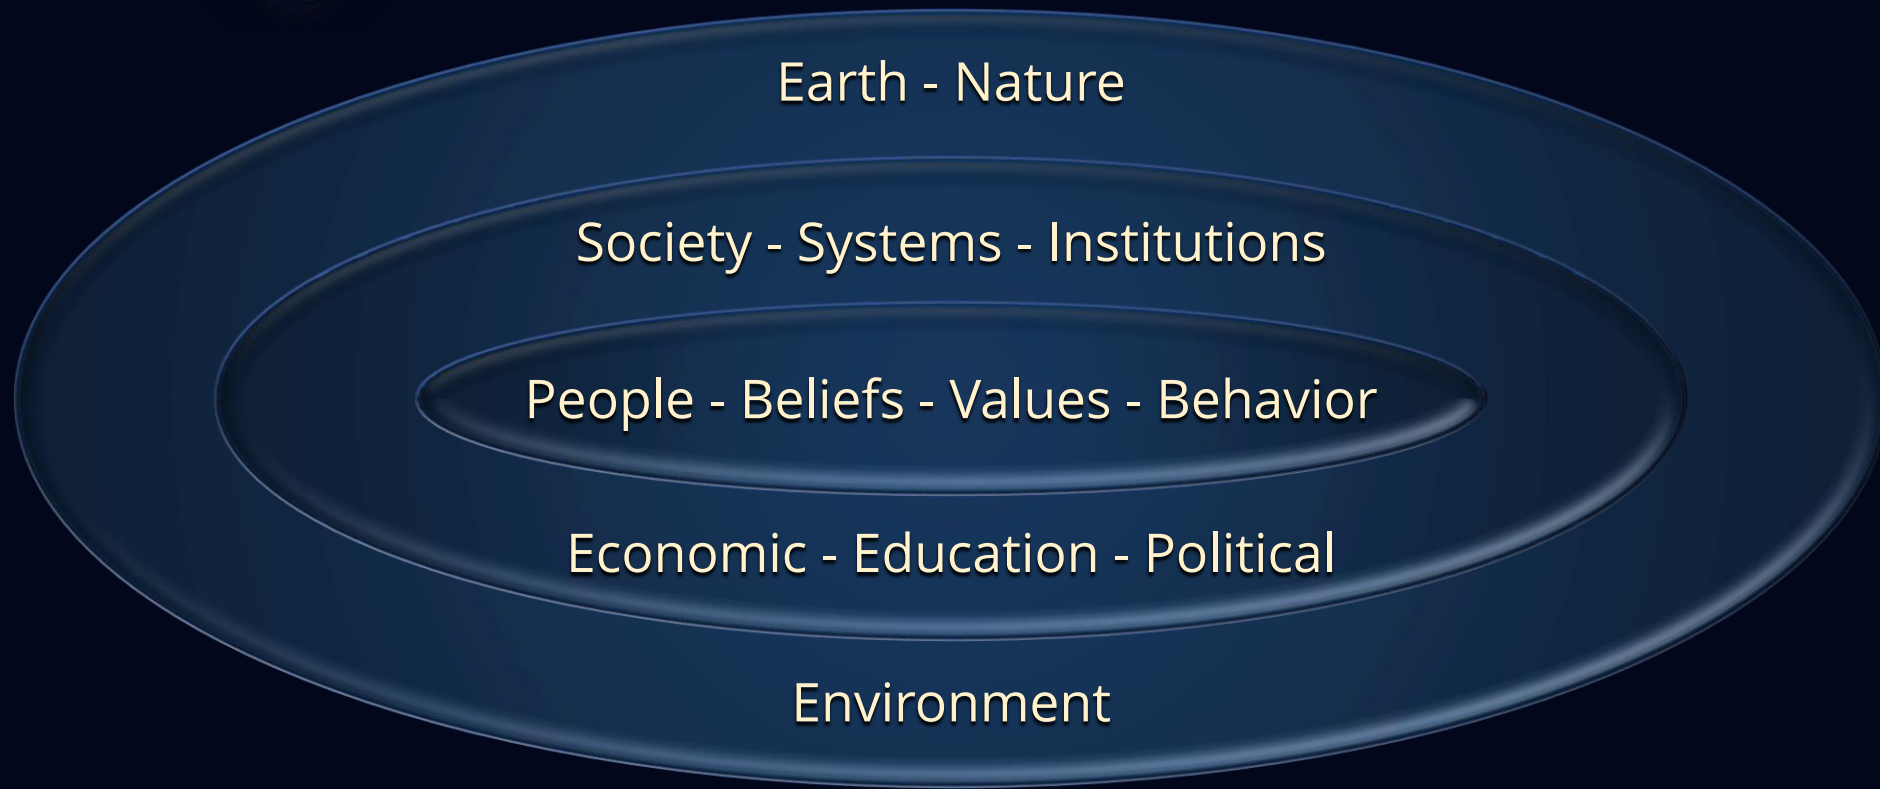 Earth - Nature
Society - Systems - Institutions
People - Beliefs - Values - Behavior
Economic - Education - Political
Environment